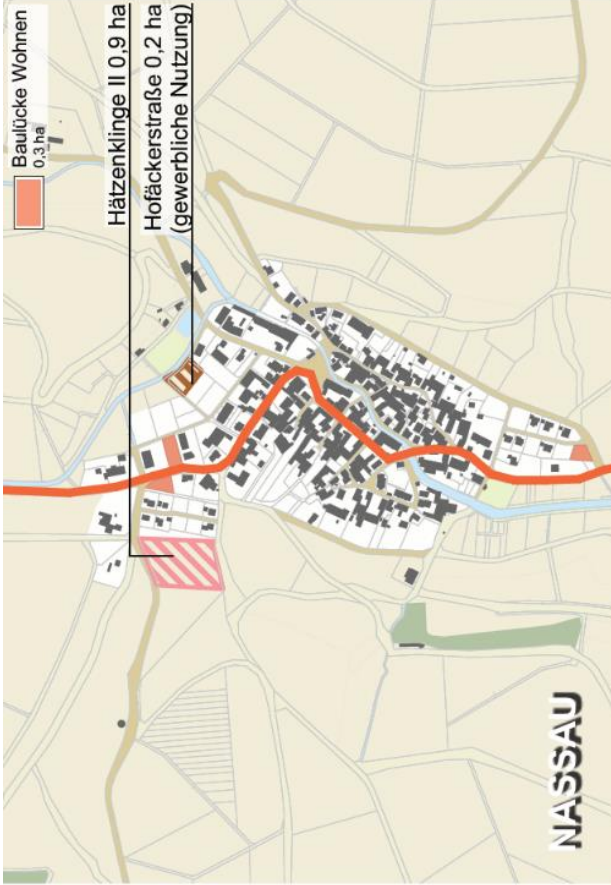 Baulücke Wohnen
0,3 ha
Hätzenklinge II 0,9 ha
Hofäckerstraße 0,2 ha
(gewerbliche Nutzung)
NASSAU